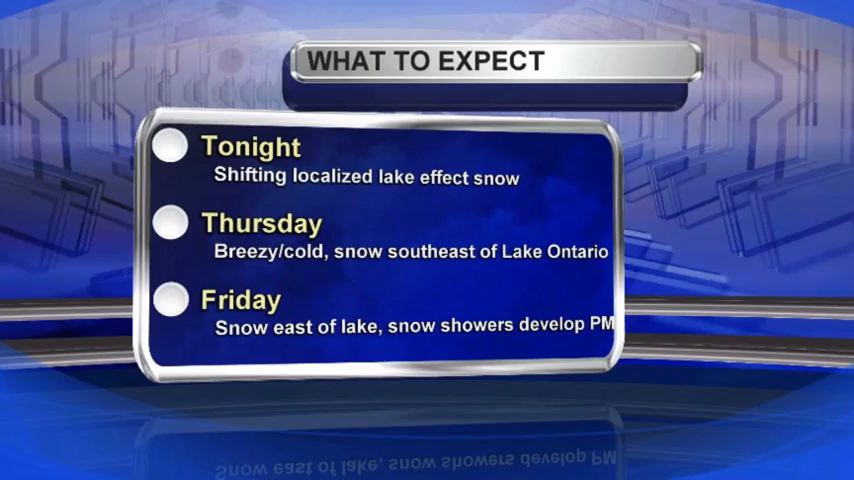 WHAT TO EXPECT
Tonight
Shifting localized lake effect snow
Thursday
Breezy/cold, snow southeast of Lake Ontario
Friday
Snow east of lake, snow showers develop PM